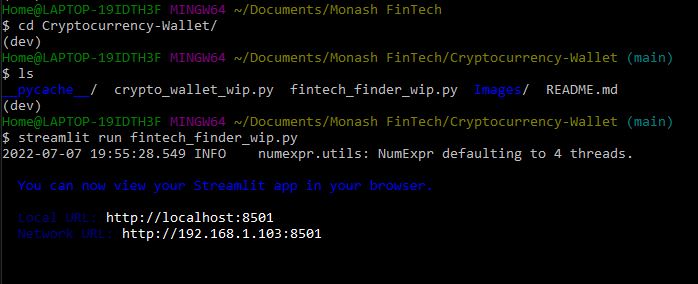 Home@LAPTOP-19IDTH3F MINGW64 ~/Documents/Monash FinTech
$ cd Cryptocurrency-Wallet/
(dev)
Home@LAPTOP-19IDTH3F MINGW64 ~/Documents/Monash FinTech/Cryptocurrency-Wallet (main)
$ ls
__pycache__/  crypto_wallet_wip.py  fintech_finder_wip.py  Images/  README.md
(dev)
Home@LAPTOP-19IDTH3F MINGW64 ~/Documents/Monash FinTech/Cryptocurrency-Wallet (main)
$ streamlit run fintech_finder_wip.py
2022-07-07 19:55:28.549 INFO    numexpr.utils: NumExpr defaulting to 4 threads.
You can now view your Streamlit app in your browser.
Local URL: http://localhost:8501
Network URL: http://192.168.1.103:8501